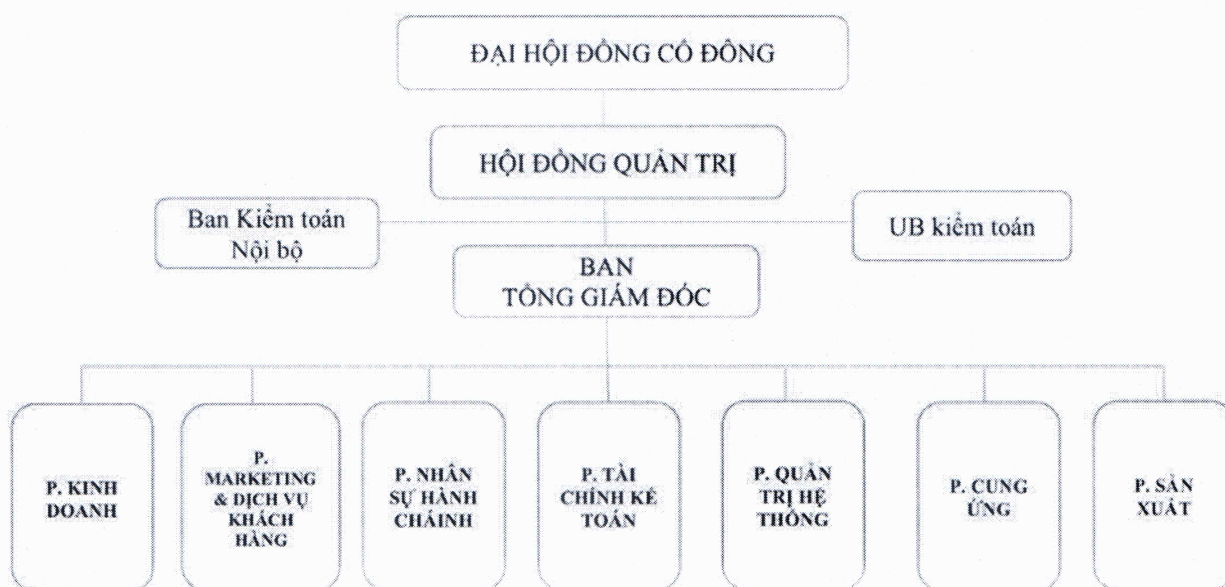 ĐẠI HỘI ĐỒNG CỔ ĐÔNG
HỘI ĐỒNG QUẢN TRỊ
Ban Kiểm toán
Nội bộ
UB kiểm toán
BAN
TỔNG GIÁM ĐỐC
P. KINH
DOANH
P.
MARKETING
& DỊCH VỤ
KHÁCH
HÀNG
P. NHÂN
SỰ HÀNH
CHÁINH
P. TÀI
CHÍNH KẾ
TOÁN
P. QUẢN
TRỊ HỆ
THỐNG
P. CUNG
ỨNG
P. SẢN
XUẤT